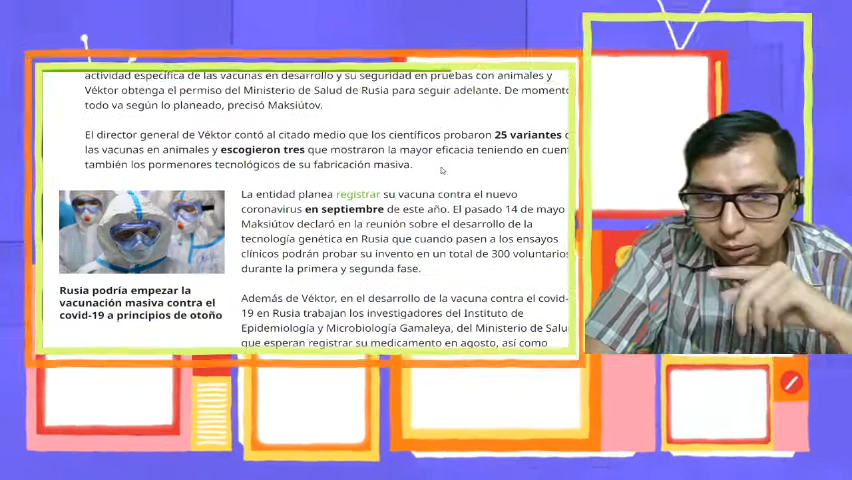 actividad específica de las vacunas en desarrollo y su seguridad en pruebas con animales y
Véktor obtenga el permiso del Ministerio de Salud de Rusia para seguir adelante. De momento
todo va según lo planeado, precisó Maksiútov.
El director general de Véktor contó al citado medio que los científicos probaron 25 variantes
las vacunas en animales y escogieron tres que mostraron la mayor eficacia teniendo en cuen
también los pormenores tecnológicos de su fabricación masiva.
La entidad planea registrar su vacuna contra el nuevo
coronavirus en septiembre de este año. El pasado 14 de mayo
Maksiútov declaró en la reunión sobre el desarrollo de la
tecnología genética en Rusia que cuando pasen a los ensayos
clínicos podrán probar su invento en un total de 300 voluntarios
durante la primera y segunda fase.
Rusia podría empezar la
vacunación masiva contra el
covid-19 a principios de otoño
Además de Véktor, en el desarrollo de la vacuna contra el covid-
19 en Rusia trabajan los investigadores del Instituto de
Epidemiología y Microbiología Gamaleya, del Ministerio de Salu
que esperan registrar su medicamento en agosto, así como